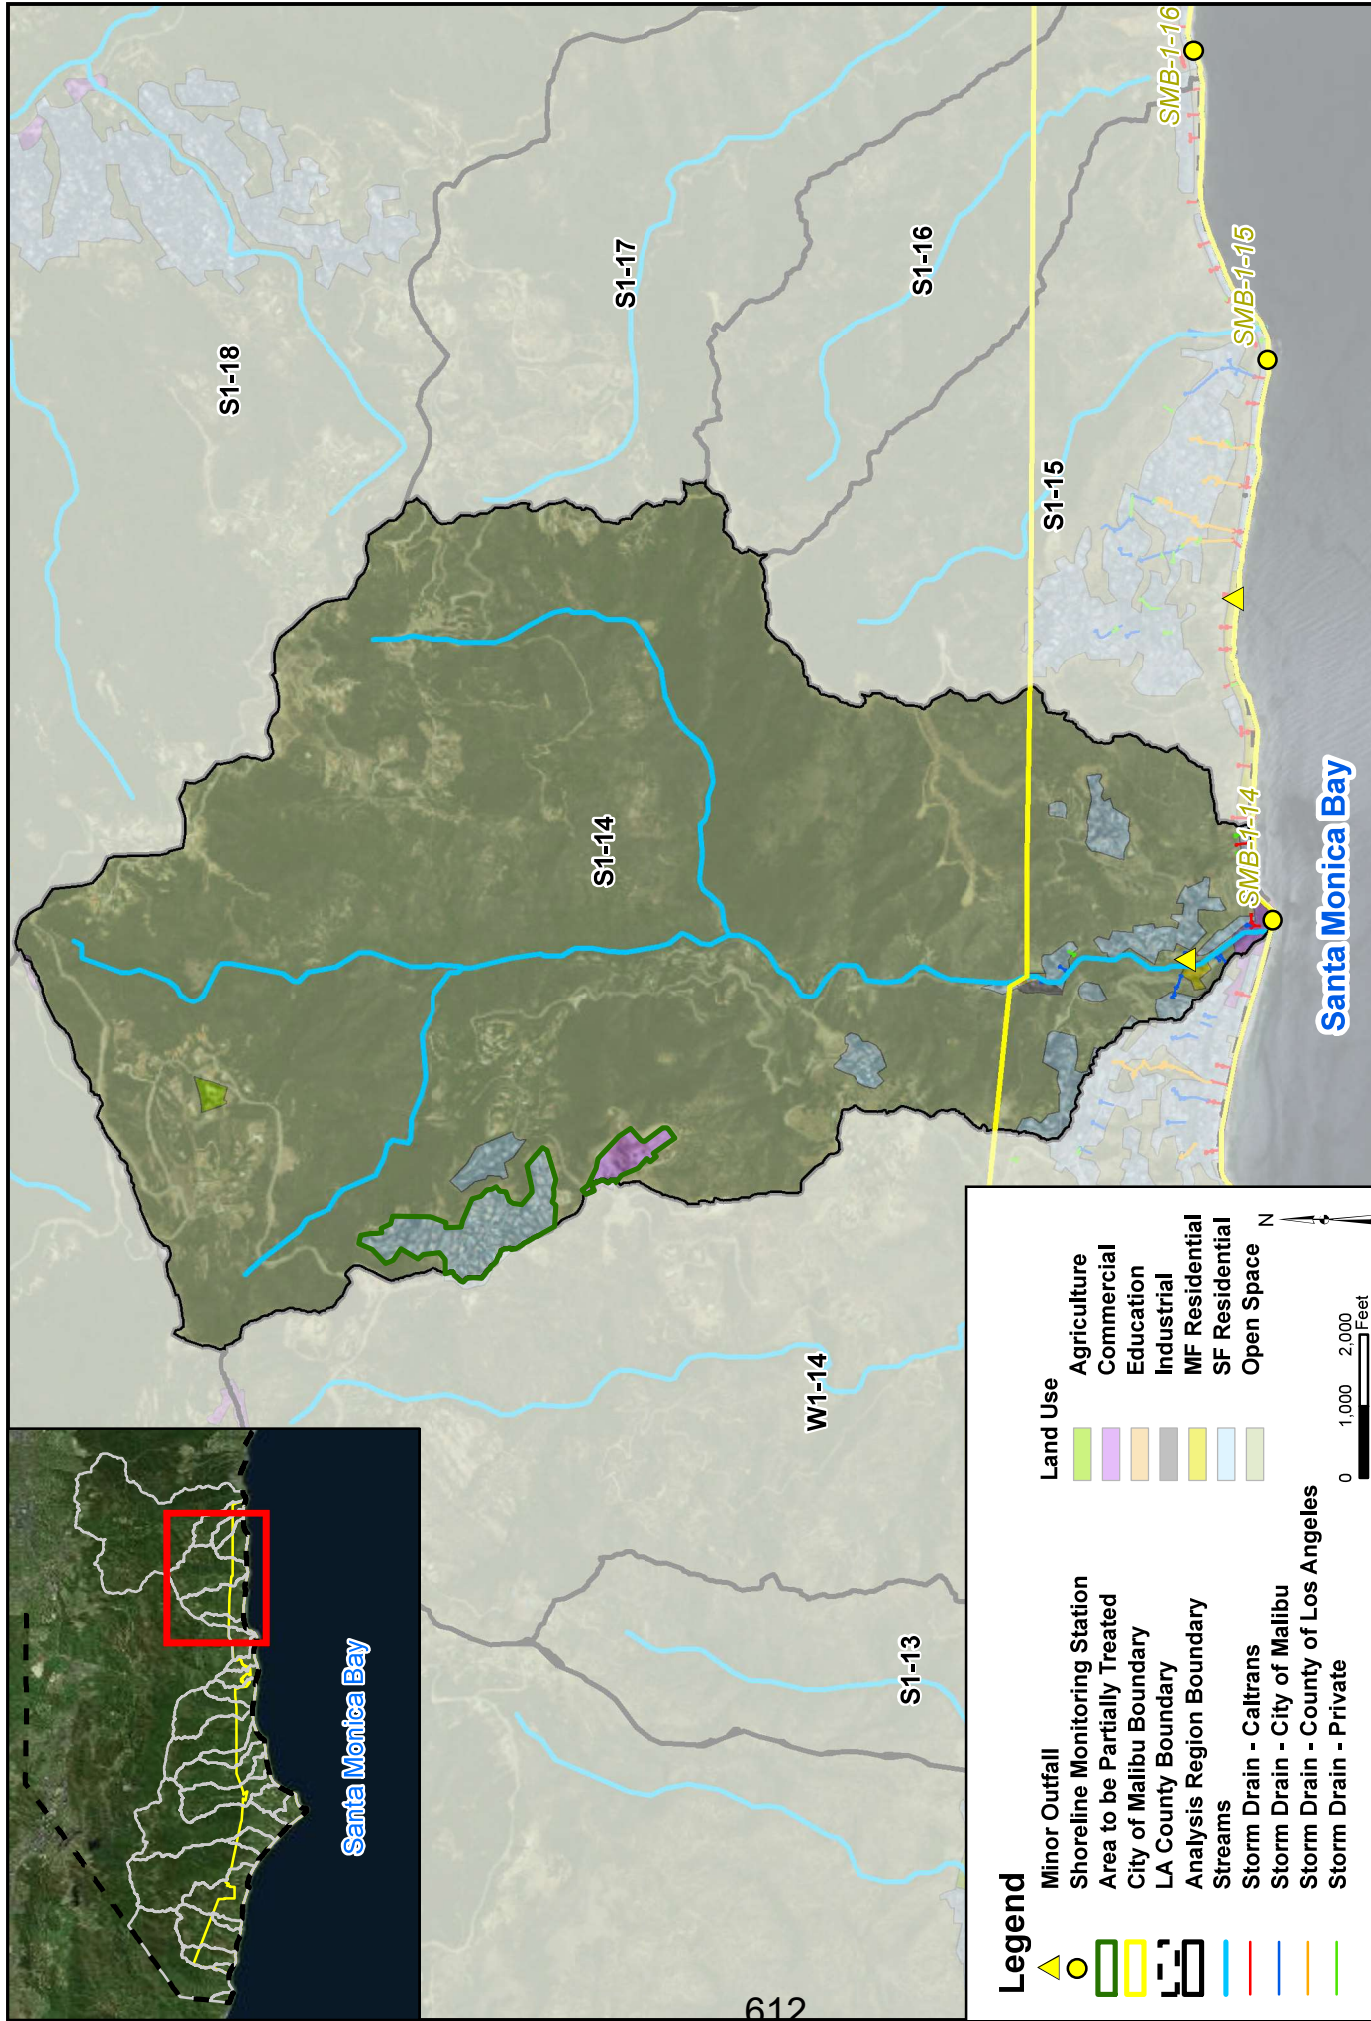 S1-18
S1-17
S1-16
S1-15
S1-14
W1-14
S1-13
SMB-1-16
SMB-1-15
SMB-1-14
Santa Monica Bay
Santa Monica Bay
Legend
Minor Outfall
Shoreline Monitoring Station
Area to be Partially Treated
City of Malibu Boundary
LA County Boundary
Analysis Region Boundary
Streams
Storm Drain - Caltrans
Storm Drain - City of Malibu
Storm Drain - County of Los Angeles
Storm Drain - Private
Land Use
Agriculture
Commercial
Education
Industrial
MF Residential
SF Residential
Open Space
N
0 1,000 2,000
Feet
612